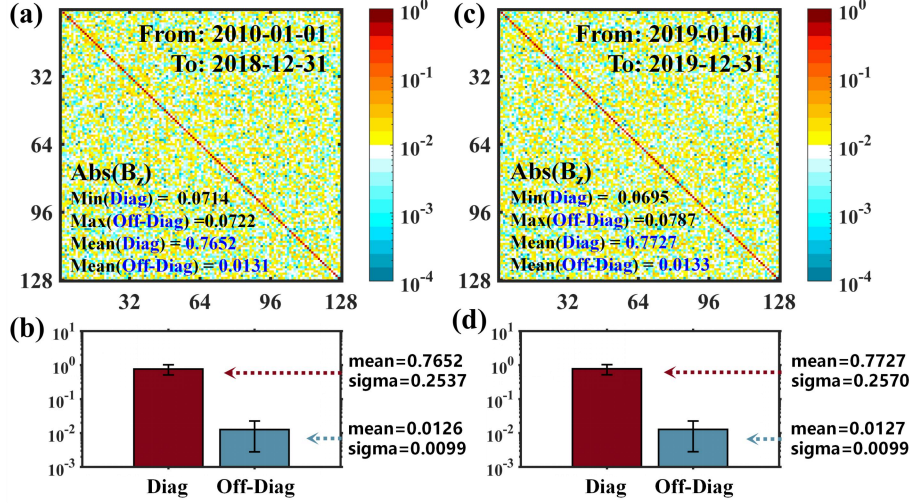 (a)
From: 2010-01-01
To: 2018-12-31
32
64
96
128
Abs(B_z)
Min(Diag) = 0.0714
Max(Off-Diag)=0.0722
Mean(Diag) = 0.7652
Mean(Off-Diag) = 0.0131
32 64 96 128
10^0
10^-1
10^-2
10^-3
10^-4
(c)
From: 2019-01-01
To: 2019-12-31
32
64
96
128
Abs(B_z)
Min(Diag) = 0.0695
Max(Off-Diag)=0.0787
Mean(Diag) = 0.7727
Mean(Off-Diag) = 0.0133
32 64 96 128
10^0
10^-1
10^-2
10^-3
10^-4
(b)
10^1
10^0
10^-1
10^-2
10^-3
Diag Off-Diag
mean=0.7652
sigma=0.2537
mean=0.0126
sigma=0.0099
(d)
10^1
10^0
10^-1
10^-2
10^-3
Diag Off-Diag
mean=0.7727
sigma=0.2570
mean=0.0127
sigma=0.0099